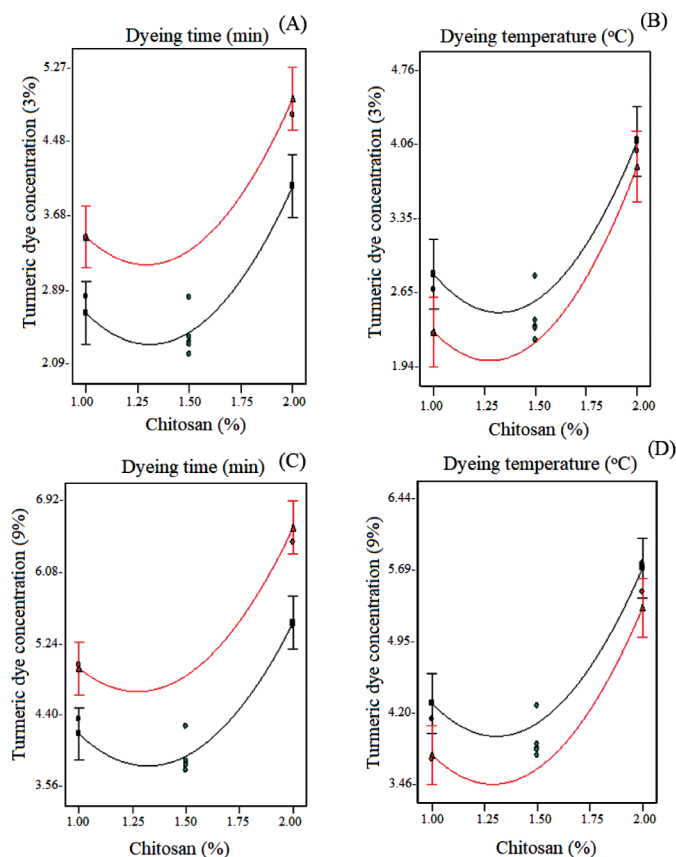 (A)
Dyeing time (min)
Turmeric dye concentration (3%)
5.27
4.48
3.68
2.89
2.09
1.00 1.25 1.50 1.75 2.00
Chitosan (%)
(B)
Dyeing temperature (°C)
Turmeric dye concentration (3%)
4.76
4.06
3.35
2.65
1.94
1.00 1.25 1.50 1.75 2.00
Chitosan (%)
(C)
Dyeing time (min)
Turmeric dye concentration (9%)
6.92
6.08
5.24
4.40
3.56
1.00 1.25 1.50 1.75 2.00
Chitosan (%)
(D)
Dyeing temperature (°C)
Turmeric dye concentration (9%)
6.44
5.69
4.95
4.20
3.46
1.00 1.25 1.50 1.75 2.00
Chitosan (%)